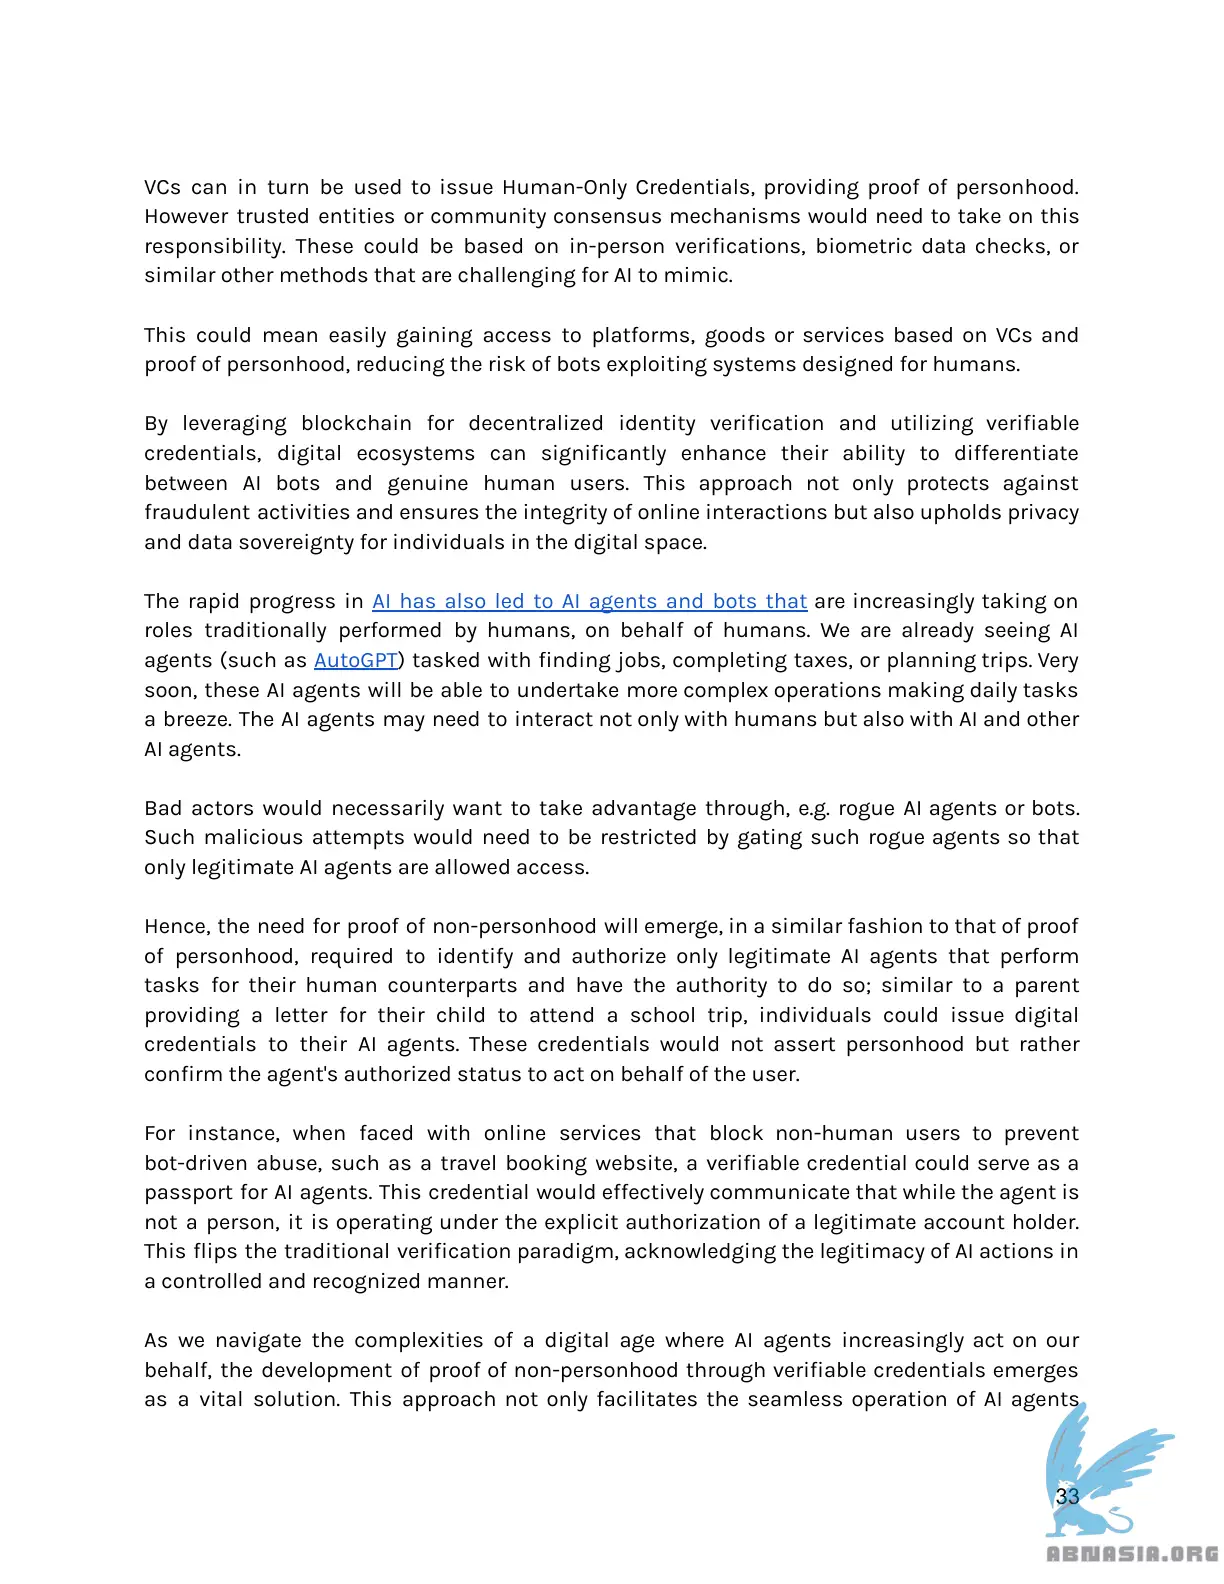 VCs can in turn be used to issue Human-Only Credentials, providing proof of personhood.
However trusted entities or community consensus mechanisms would need to take on this
responsibility. These could be based on in-person verifications, biometric data checks, or
similar other methods that are challenging for AI to mimic.
This could mean easily gaining access to platforms, goods or services based on VCs and
proof of personhood, reducing the risk of bots exploiting systems designed for humans.
By leveraging blockchain for decentralized identity verification and utilizing verifiable
credentials, digital ecosystems can significantly enhance their ability to differentiate
between AI bots and genuine human users. This approach not only protects against
fraudulent activities and ensures the integrity of online interactions but also upholds privacy
and data sovereignty for individuals in the digital space.
The rapid progress in AI has also led to AI agents and bots that are increasingly taking on
roles traditionally performed by humans, on behalf of humans. We are already seeing AI
agents (such as AutoGPT) tasked with finding jobs, completing taxes, or planning trips. Very
soon, these AI agents will be able to undertake more complex operations making daily tasks
a breeze. The AI agents may need to interact not only with humans but also with AI and other
AI agents.
Bad actors would necessarily want to take advantage through, e.g. rogue AI agents or bots.
Such malicious attempts would need to be restricted by gating such rogue agents so that
only legitimate AI agents are allowed access.
Hence, the need for proof of non-personhood will emerge, in a similar fashion to that of proof
of personhood, required to identify and authorize only legitimate AI agents that perform
tasks for their human counterparts and have the authority to do so; similar to a parent
providing a letter for their child to attend a school trip, individuals could issue digital
credentials to their AI agents. These credentials would not assert personhood but rather
confirm the agent's authorized status to act on behalf of the user.
For instance, when faced with online services that block non-human users to prevent
bot-driven abuse, such as a travel booking website, a verifiable credential could serve as a
passport for AI agents. This credential would effectively communicate that while the agent is
not a person, it is operating under the explicit authorization of a legitimate account holder.
This flips the traditional verification paradigm, acknowledging the legitimacy of AI actions in
a controlled and recognized manner.
As we navigate the complexities of a digital age where AI agents increasingly act on our
behalf, the development of proof of non-personhood through verifiable credentials emerges
as a vital solution. This approach not only facilitates the seamless operation of AI agents
33
ABNASIA.ORG